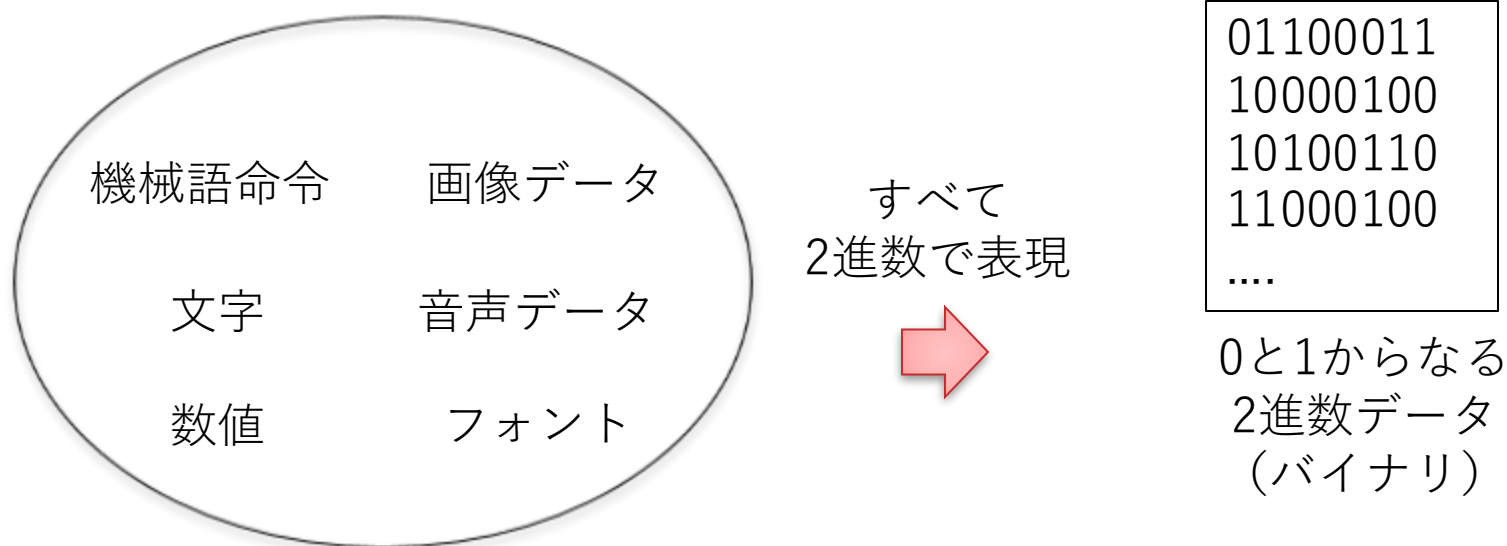 機械語命令
画像データ
文字
音声データ
数値
フォント
すべて
2進数で表現
01100011
10000100
10100110
11000100
....
0と1からなる
2進数データ
（バイナリ）